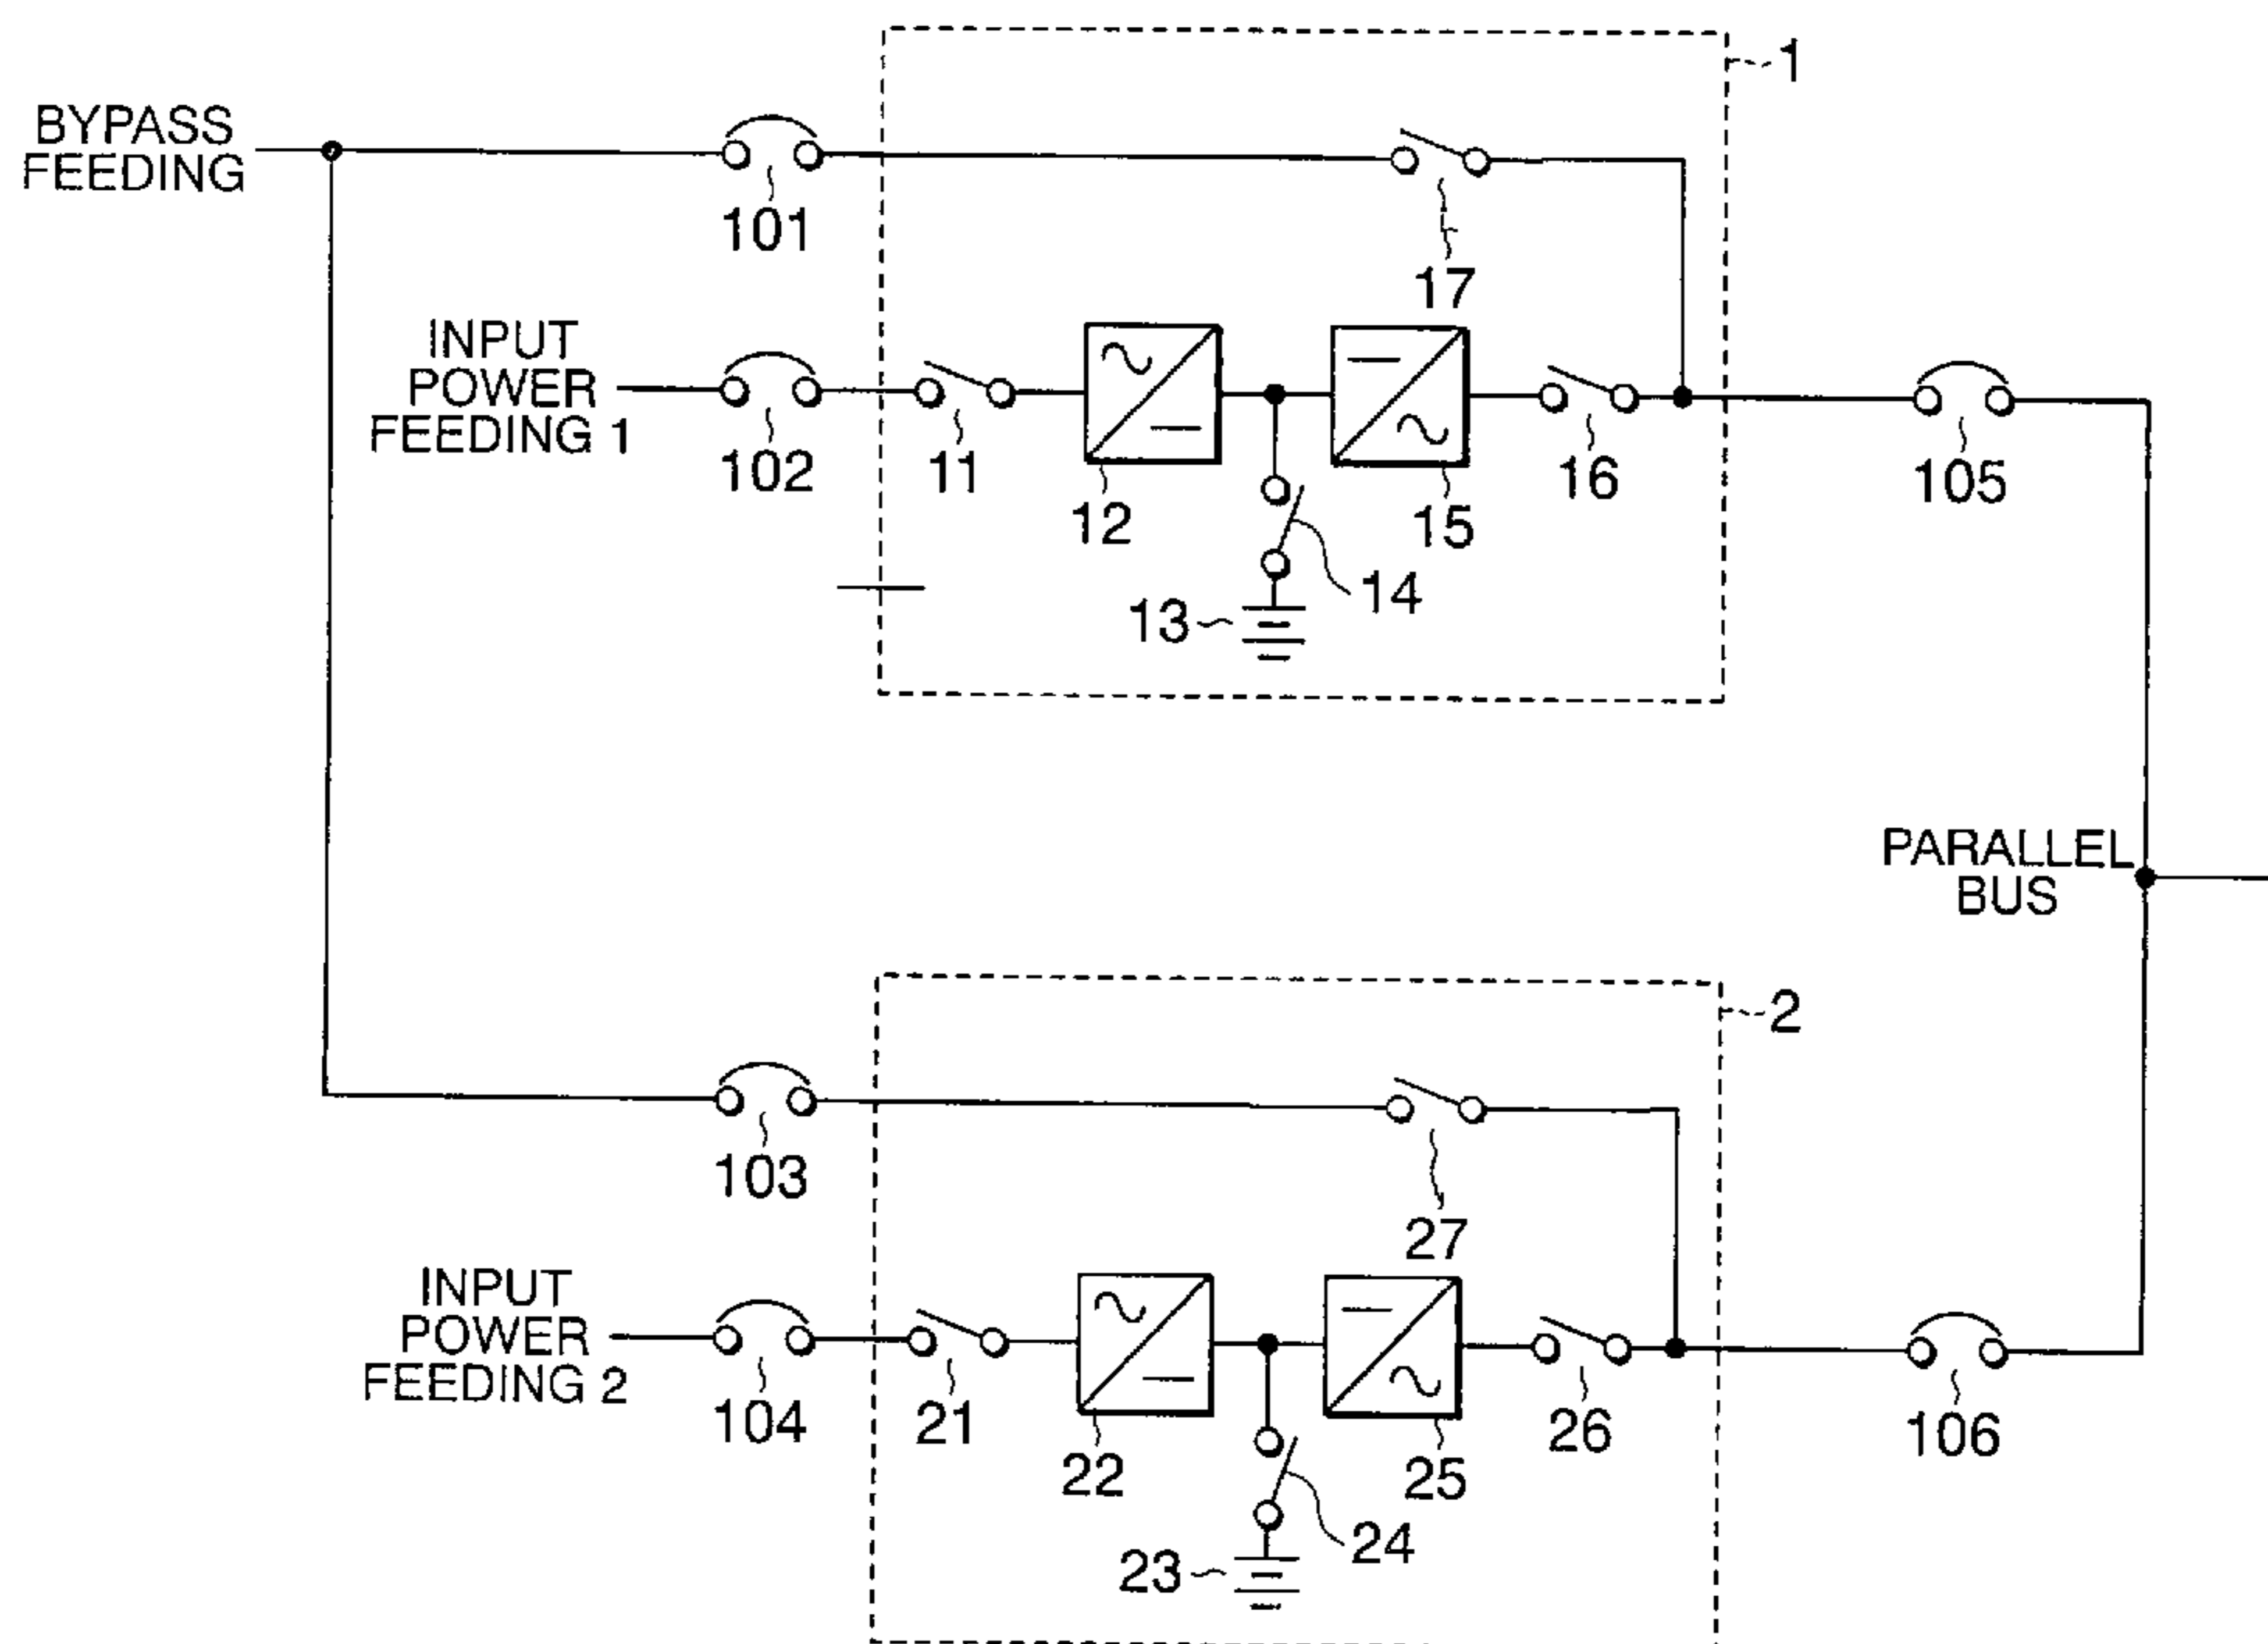 1
BYPASS
FEEDING
101
17
INPUT
POWER
FEEDING 1
102
11
12
15
16
105
14
13
PARALLEL
BUS
2
103
27
INPUT
POWER
FEEDING 2
104
21
22
25
26
106
24
23